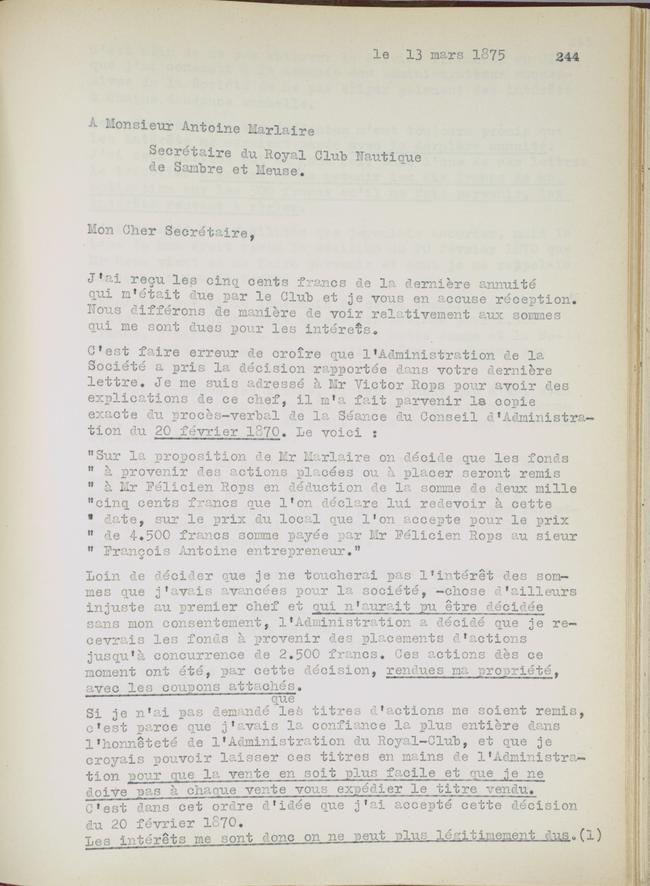 le 13 mars 1875 244
A Monsieur Antoine Marlaire
Secrétaire du Royal Club Nautique
de Sambre et Meuse.
Mon Cher Secrétaire,
J'ai reçu les cinq cents francs de la dernière annuité
qui m'était due par le Club et je vous en accuse réception.
Nous différons de manière de voir relativement aux sommes
qui me sont dues pour les intérêts.
C'est faire erreur de croîre que l'Administration de la
Société a pris la décision rapportée dans votre dernière
lettre. Je me suis adressé à Mr Victor Rops pour avoir des
explications de ce chef, il m'a fait parvenir la copie
exacte du procès-verbal de la Séance du Conseil d'Administra-
tion du 20 février 1870. Le voici :
"Sur la proposition de Mr Marlaire on décide que les fonds
" à provenir des actions placées ou à placer seront remis
" à Mr Félicien Rops en déduction de la somme de deux mille
"cinq cents francs que l'on déclare lui redevoir à cette
" date, sur le prix du local que l'on accepte pour le prix
" de 4.500 francs somme payée par Mr Félicien Rops au sieur
" François Antoine entrepreneur."
Loin de décider que je ne toucherai pas l'intérêt des som-
mes que j'avais avancées pour la société, -chose d'ailleurs
injuste au premier chef et qui n'aurait pu être décidée
sans mon consentement, l'Administration a décidé que je re-
cevrais les fonds à provenir des placements d'actions
jusqu'à concurrence de 2.500 francs. Ces actions dès ce
moment ont été, par cette décision, rendues ma propriété,
avec les coupons attachés.
que
Si je n'ai pas demandé les titres d'actions me soient remis,
c'est parce que j'avais la confiance la plus entière dans
l'honnêteté de l'Administration du Royal-Club, et que je
croyais pouvoir laisser ces titres en mains de l'Administra-
tion pour que la vente en soit plus facile et que je ne
doive pas à chaque vente vous expédier le titre vendu.
C'est dans cet ordre d'idée que j'ai accepté cette décision
du 20 février 1870.
Les intérêts me sont donc on ne peut plus légitimement dus.(1)